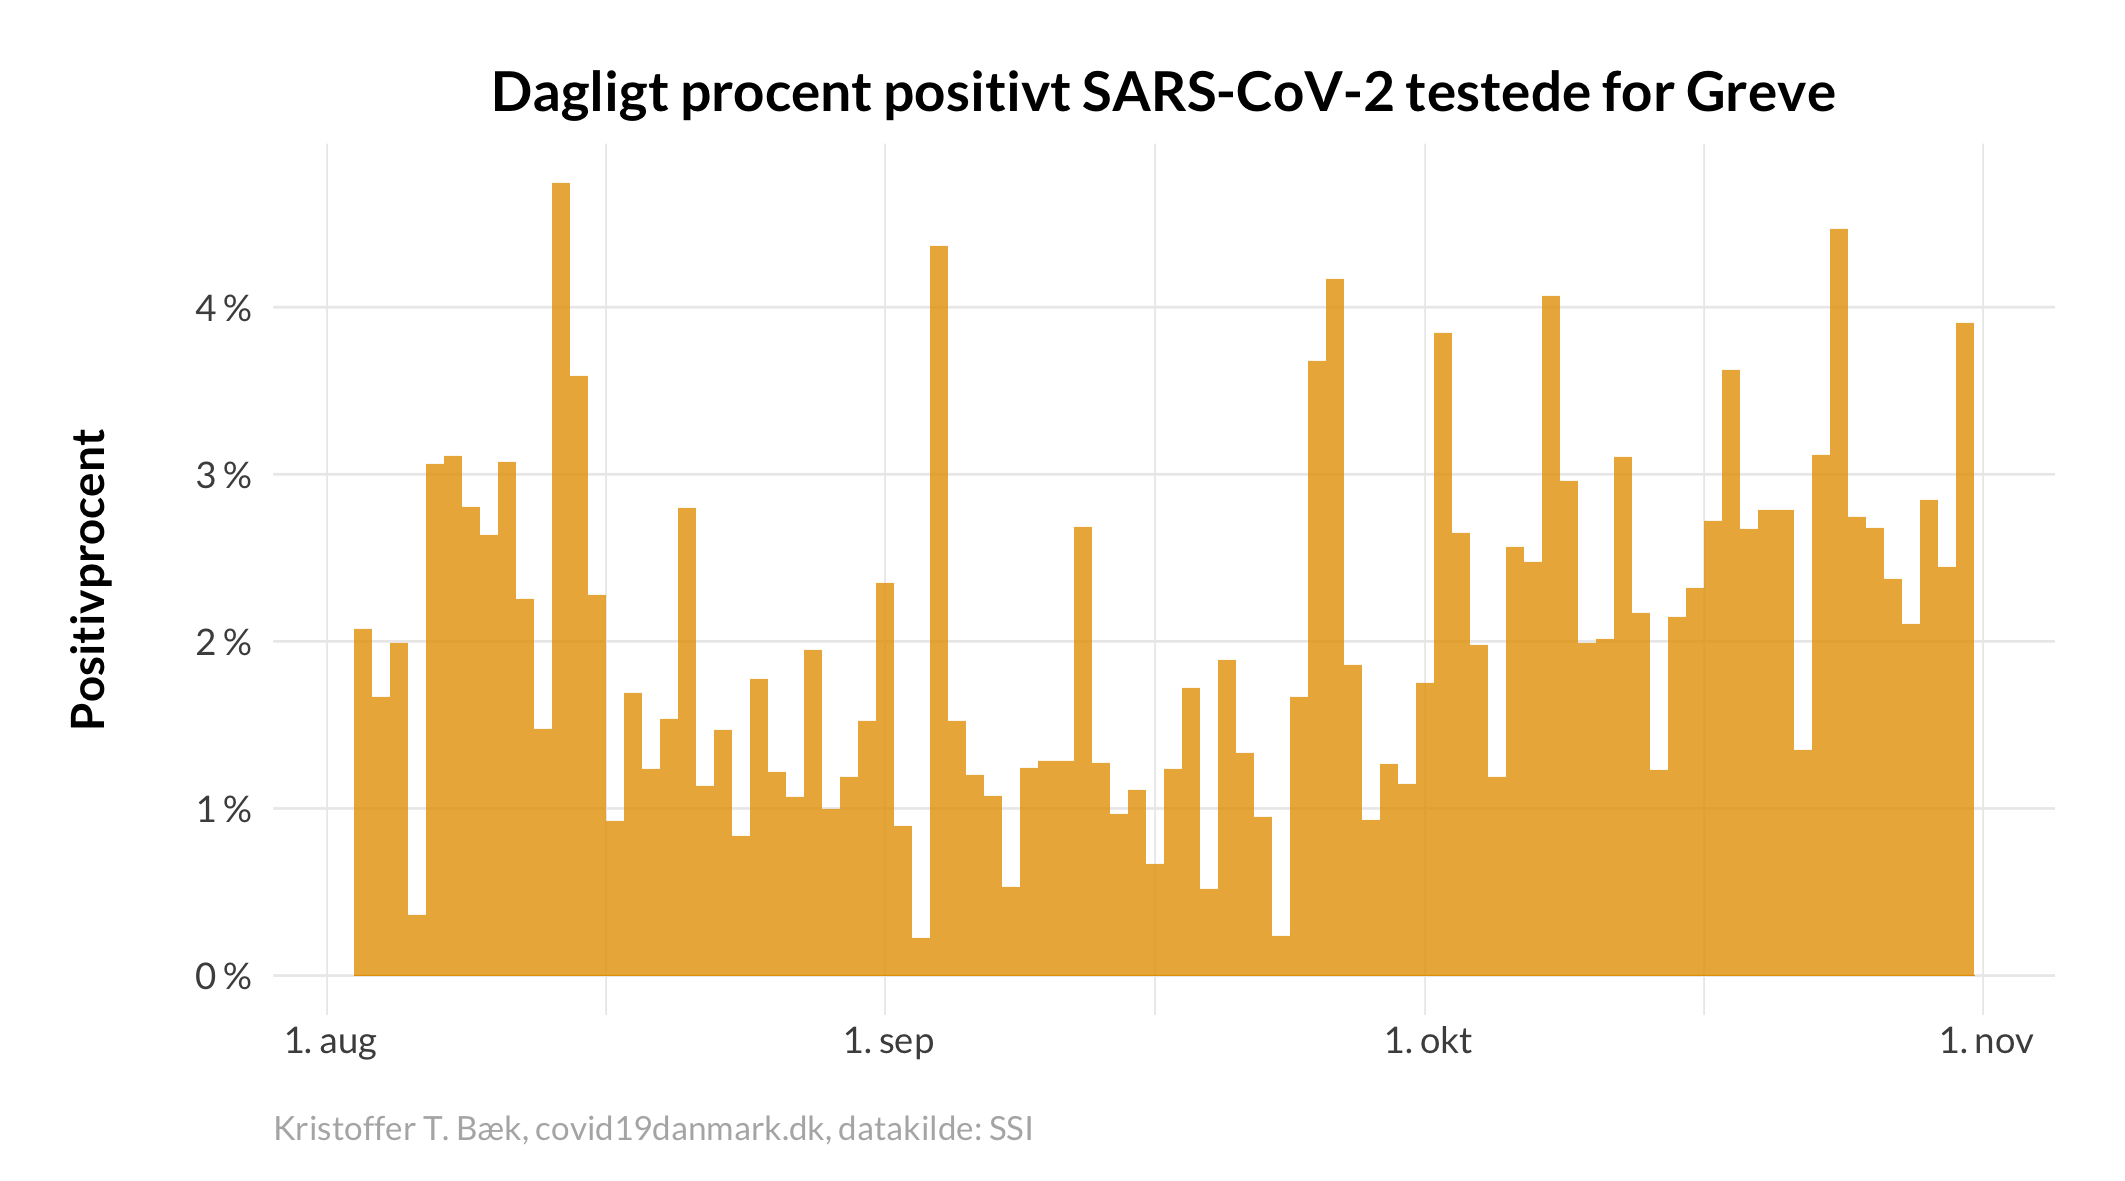 Dagligt procent positivt SARS-CoV-2 testede for Greve
Positivprocent
4 %
3 %
2 %
1 %
0 %
1. aug
1. sep
1. okt
1. nov
Kristoffer T. Bæk, covid19danmark.dk, datakilde: SSI